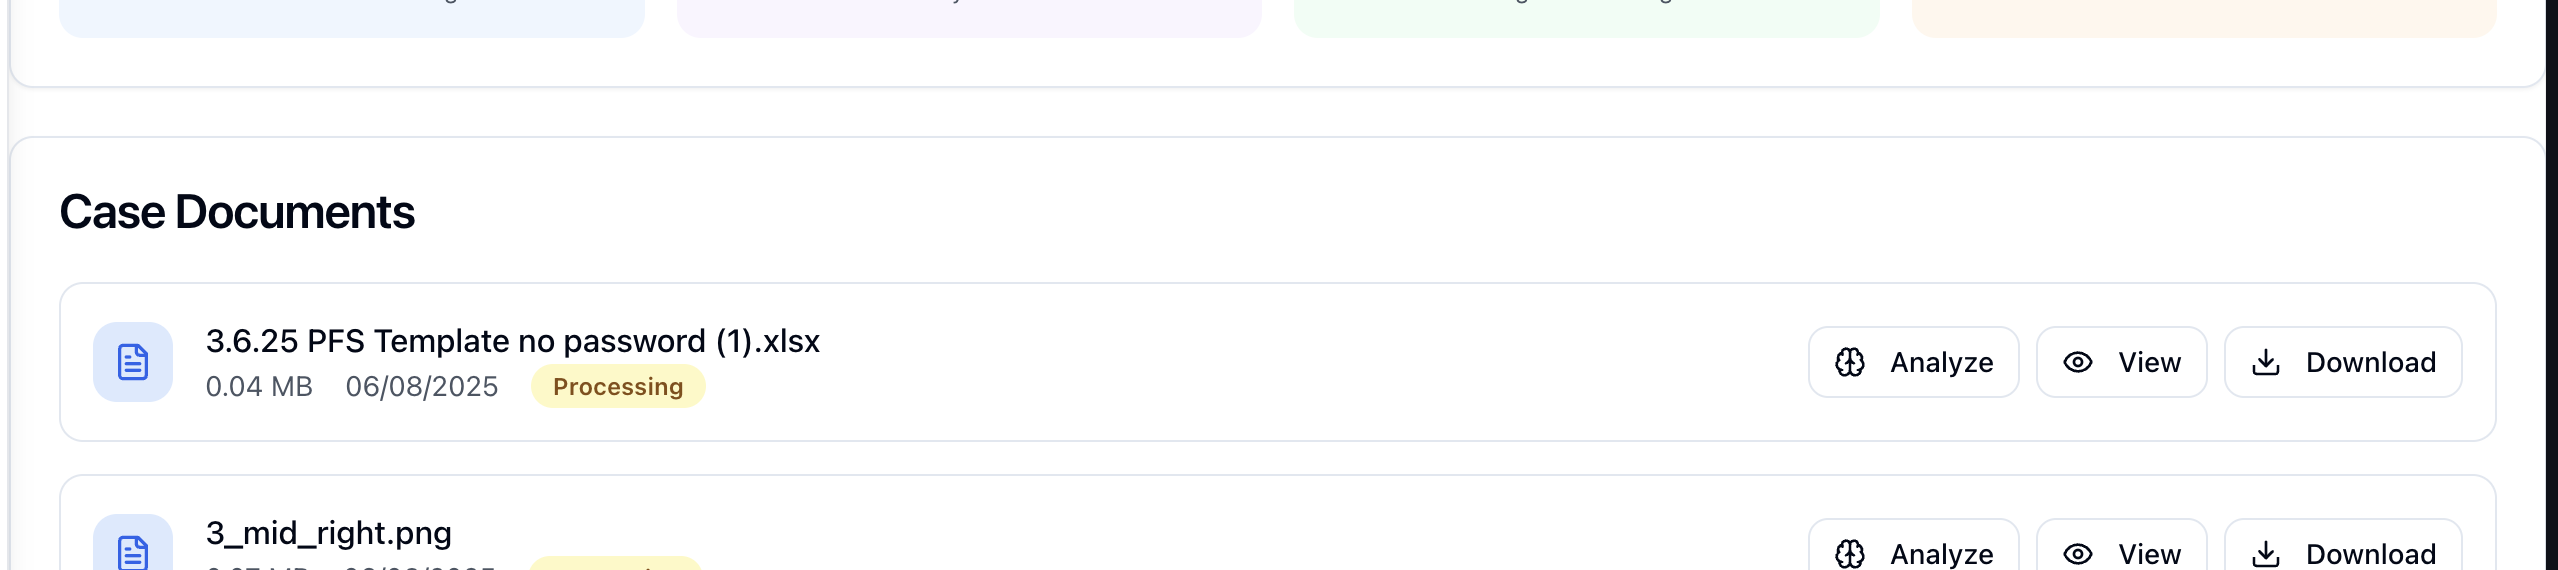 Case Documents
3.6.25 PFS Template no password (1).xlsx
0.04 MB 06/08/2025 Processing
Analyze View Download
3_mid_right.png
Analyze View Download